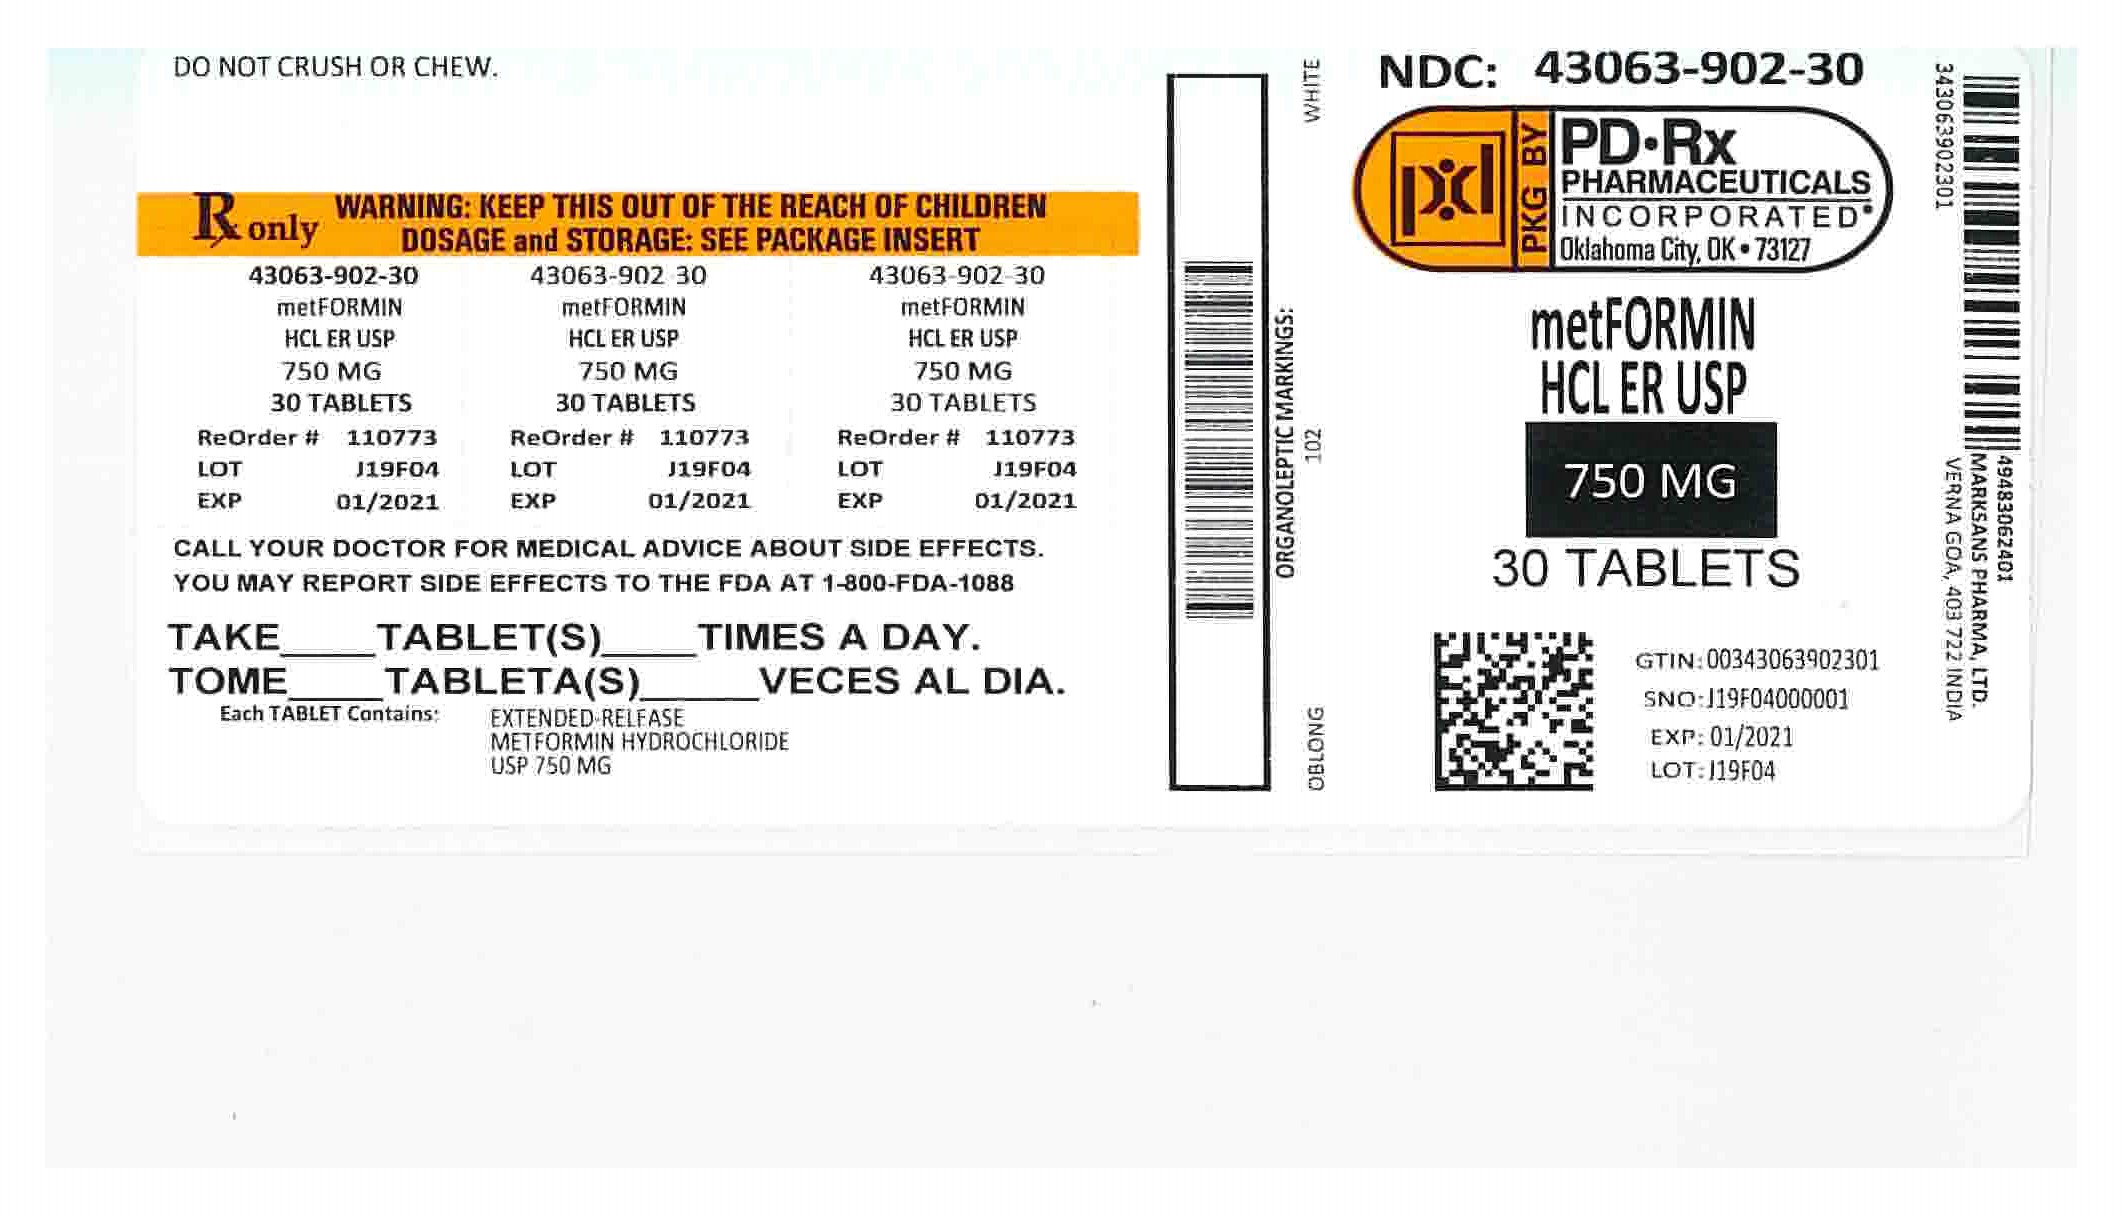 DO NOT CRUSH OR CHEW.
Rx only
WARNING: KEEP THIS OUT OF THE REACH OF CHILDREN
DOSAGE and STORAGE: SEE PACKAGE INSERT
43063-902-30 43063-902-30 43063-902-30
metFORMIN metFORMIN metFORMIN
HCL ER USP HCL ER USP HCL ER USP
750 MG 750 MG 750 MG
30 TABLETS 30 TABLETS 30 TABLETS
ReOrder # 110773 ReOrder # 110773 ReOrder # 110773
LOT J19F04 LOT J19F04 LOT J19F04
EXP 01/2021 EXP 01/2021 EXP 01/2021
CALL YOUR DOCTOR FOR MEDICAL ADVICE ABOUT SIDE EFFECTS.
YOU MAY REPORT SIDE EFFECTS TO THE FDA AT 1-800-FDA-1088
TAKE____TABLET(S)____TIMES A DAY.
TOME____TABLETA(S)_____VECES AL DIA.
Each TABLET Contains: EXTENDED-RELEASE
METFORMIN HYDROCHLORIDE
USP 750 MG
ORGANOLEPTIC MARKINGS:
OBLONG 102 WHITE
NDC: 43063-902-30
PKG BY
PD•Rx
PHARMACEUTICALS
INCORPORATED®
Oklahoma City, OK • 73127
metFORMIN
HCL ER USP
750 MG
30 TABLETS
GTIN: 00343063902301
SNO: J19F04000001
EXP: 01/2021
LOT: J19F04
343063902301
49483062401
MARKSANS PHARMA, LTD.
VERNA GOA, 403 722 INDIA